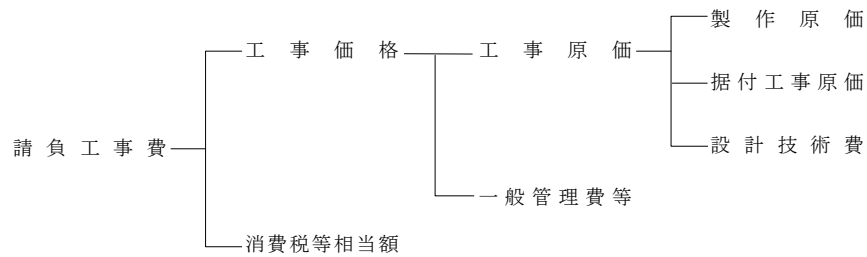 製作原価
工事価格 工事原価
据付工事原価
請負工事費 設計技術費
一般管理費等
消費税等相当額